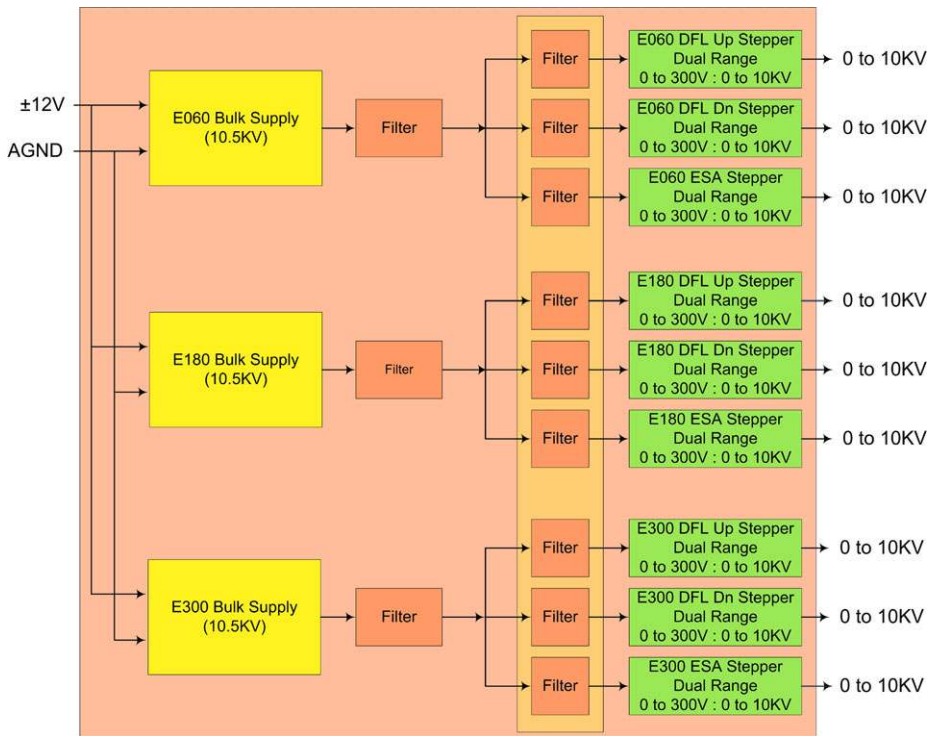 ±12V
AGND
E060 Bulk Supply
(10.5KV)
Filter
Filter
E060 DFL Up Stepper
Dual Range
0 to 300V : 0 to 10KV
0 to 10KV
Filter
E060 DFL Dn Stepper
Dual Range
0 to 300V : 0 to 10KV
0 to 10KV
Filter
E060 ESA Stepper
Dual Range
0 to 300V : 0 to 10KV
0 to 10KV
E180 Bulk Supply
(10.5KV)
Filter
Filter
E180 DFL Up Stepper
Dual Range
0 to 300V : 0 to 10KV
0 to 10KV
Filter
E180 DFL Dn Stepper
Dual Range
0 to 300V : 0 to 10KV
0 to 10KV
Filter
E180 ESA Stepper
Dual Range
0 to 300V : 0 to 10KV
0 to 10KV
E300 Bulk Supply
(10.5KV)
Filter
Filter
E300 DFL Up Stepper
Dual Range
0 to 300V : 0 to 10KV
0 to 10KV
Filter
E300 DFL Dn Stepper
Dual Range
0 to 300V : 0 to 10KV
0 to 10KV
Filter
E300 ESA Stepper
Dual Range
0 to 300V : 0 to 10KV
0 to 10KV